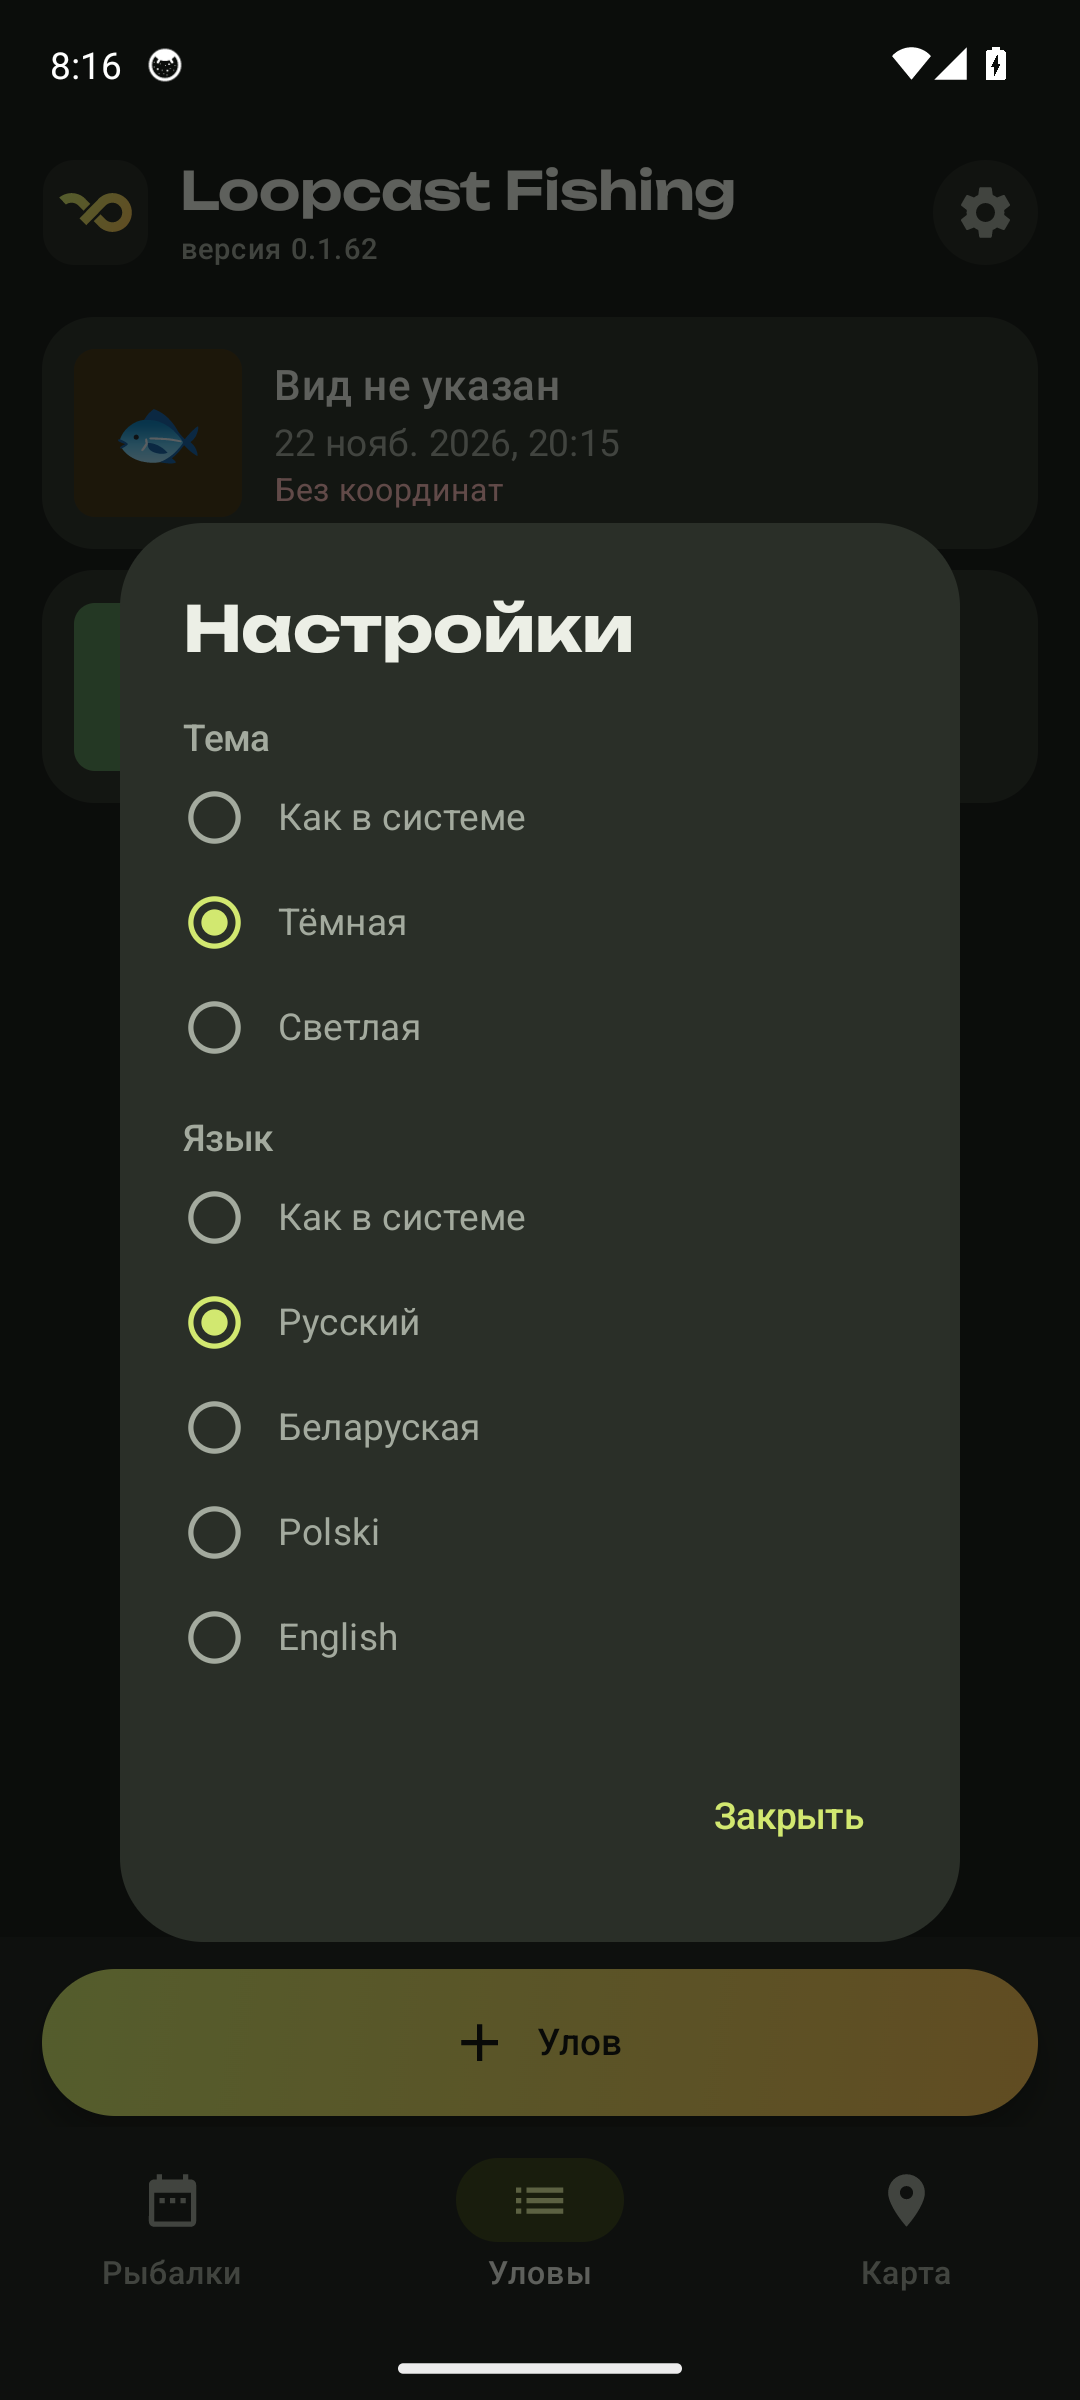 8:16
Loopcast Fishing
версия 0.1.62
Вид не указан
22 нояб. 2026, 20:15
Без координат
Настройки
Тема
Как в системе
Тёмная
Светлая
Язык
Как в системе
Русский
Беларуская
Polski
English
Закрыть
Улов
Рыбалки
Уловы
Карта